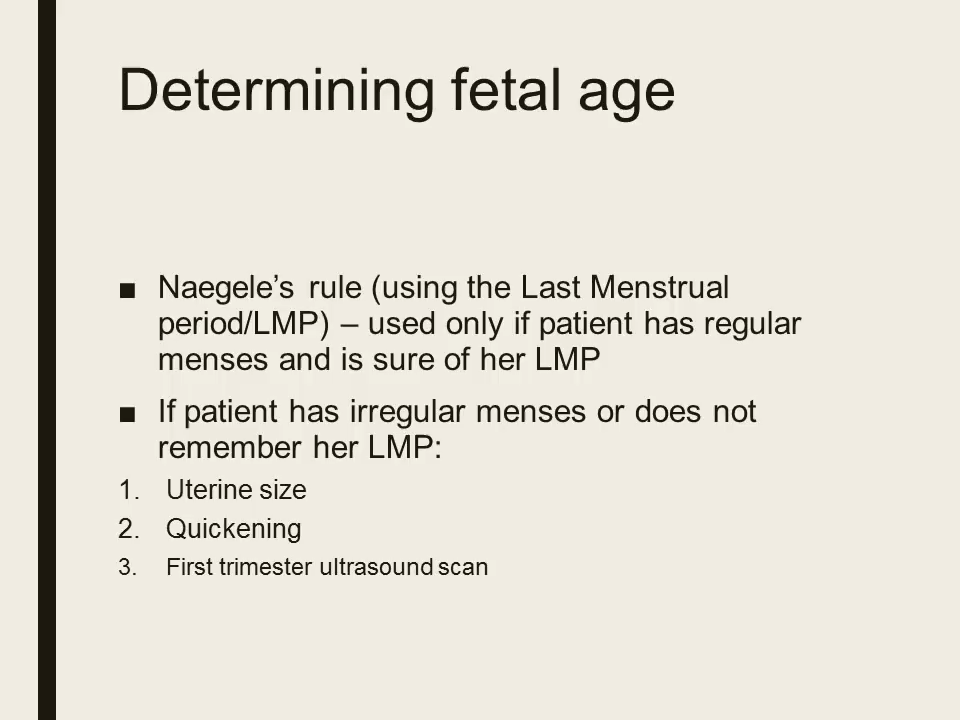 Determining fetal age
■ Naegele’s rule (using the Last Menstrual
period/LMP) – used only if patient has regular
menses and is sure of her LMP
■ If patient has irregular menses or does not
remember her LMP:
1. Uterine size
2. Quickening
3. First trimester ultrasound scan